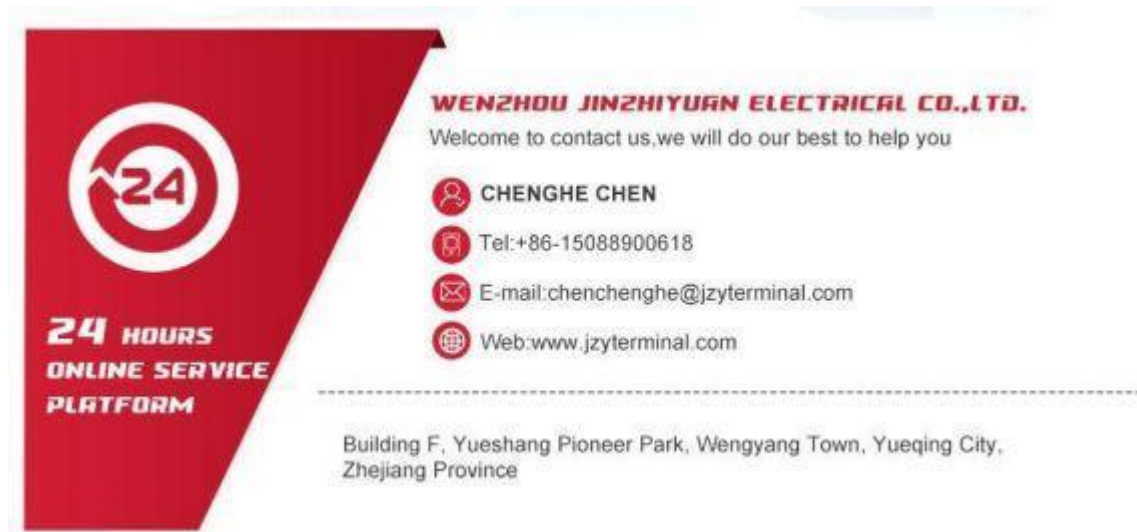 24
24 HOURS
ONLINE SERVICE
PLATFORM
WENZHOU JINZHIYUAN ELECTRICAL CO.,LTD.
Welcome to contact us,we will do our best to help you
CHENGHE CHEN
Tel:+86-15088900618
E-mail:chenchenghe@jzyterminal.com
Web:www.jzyterminal.com
Building F, Yueshang Pioneer Park, Wengyang Town, Yueqing City,
Zhejiang Province